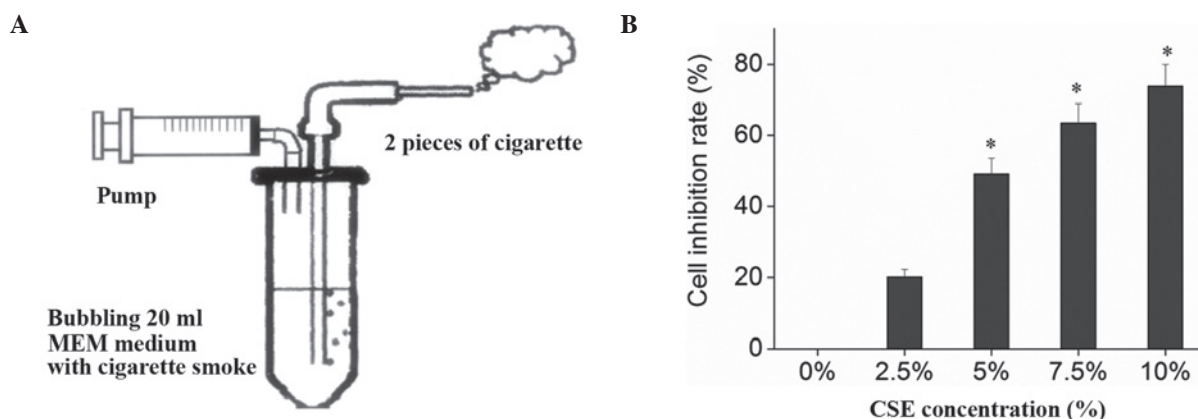 A
2 pieces of cigarette
Pump
Bubbling 20 ml
MEM medium
with cigarette smoke
B
Cell inhibition rate (%)
80
60
40
20
0
*
*
*
*
0%
2.5%
5%
7.5%
10%
CSE concentration (%)